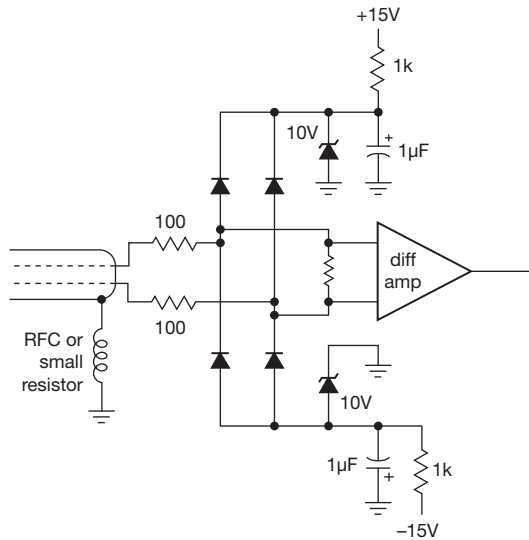 +15V
1k
10V
+
1µF
100
diff
amp
100
RFC or
small
resistor
10V
1µF
+
1k
–15V